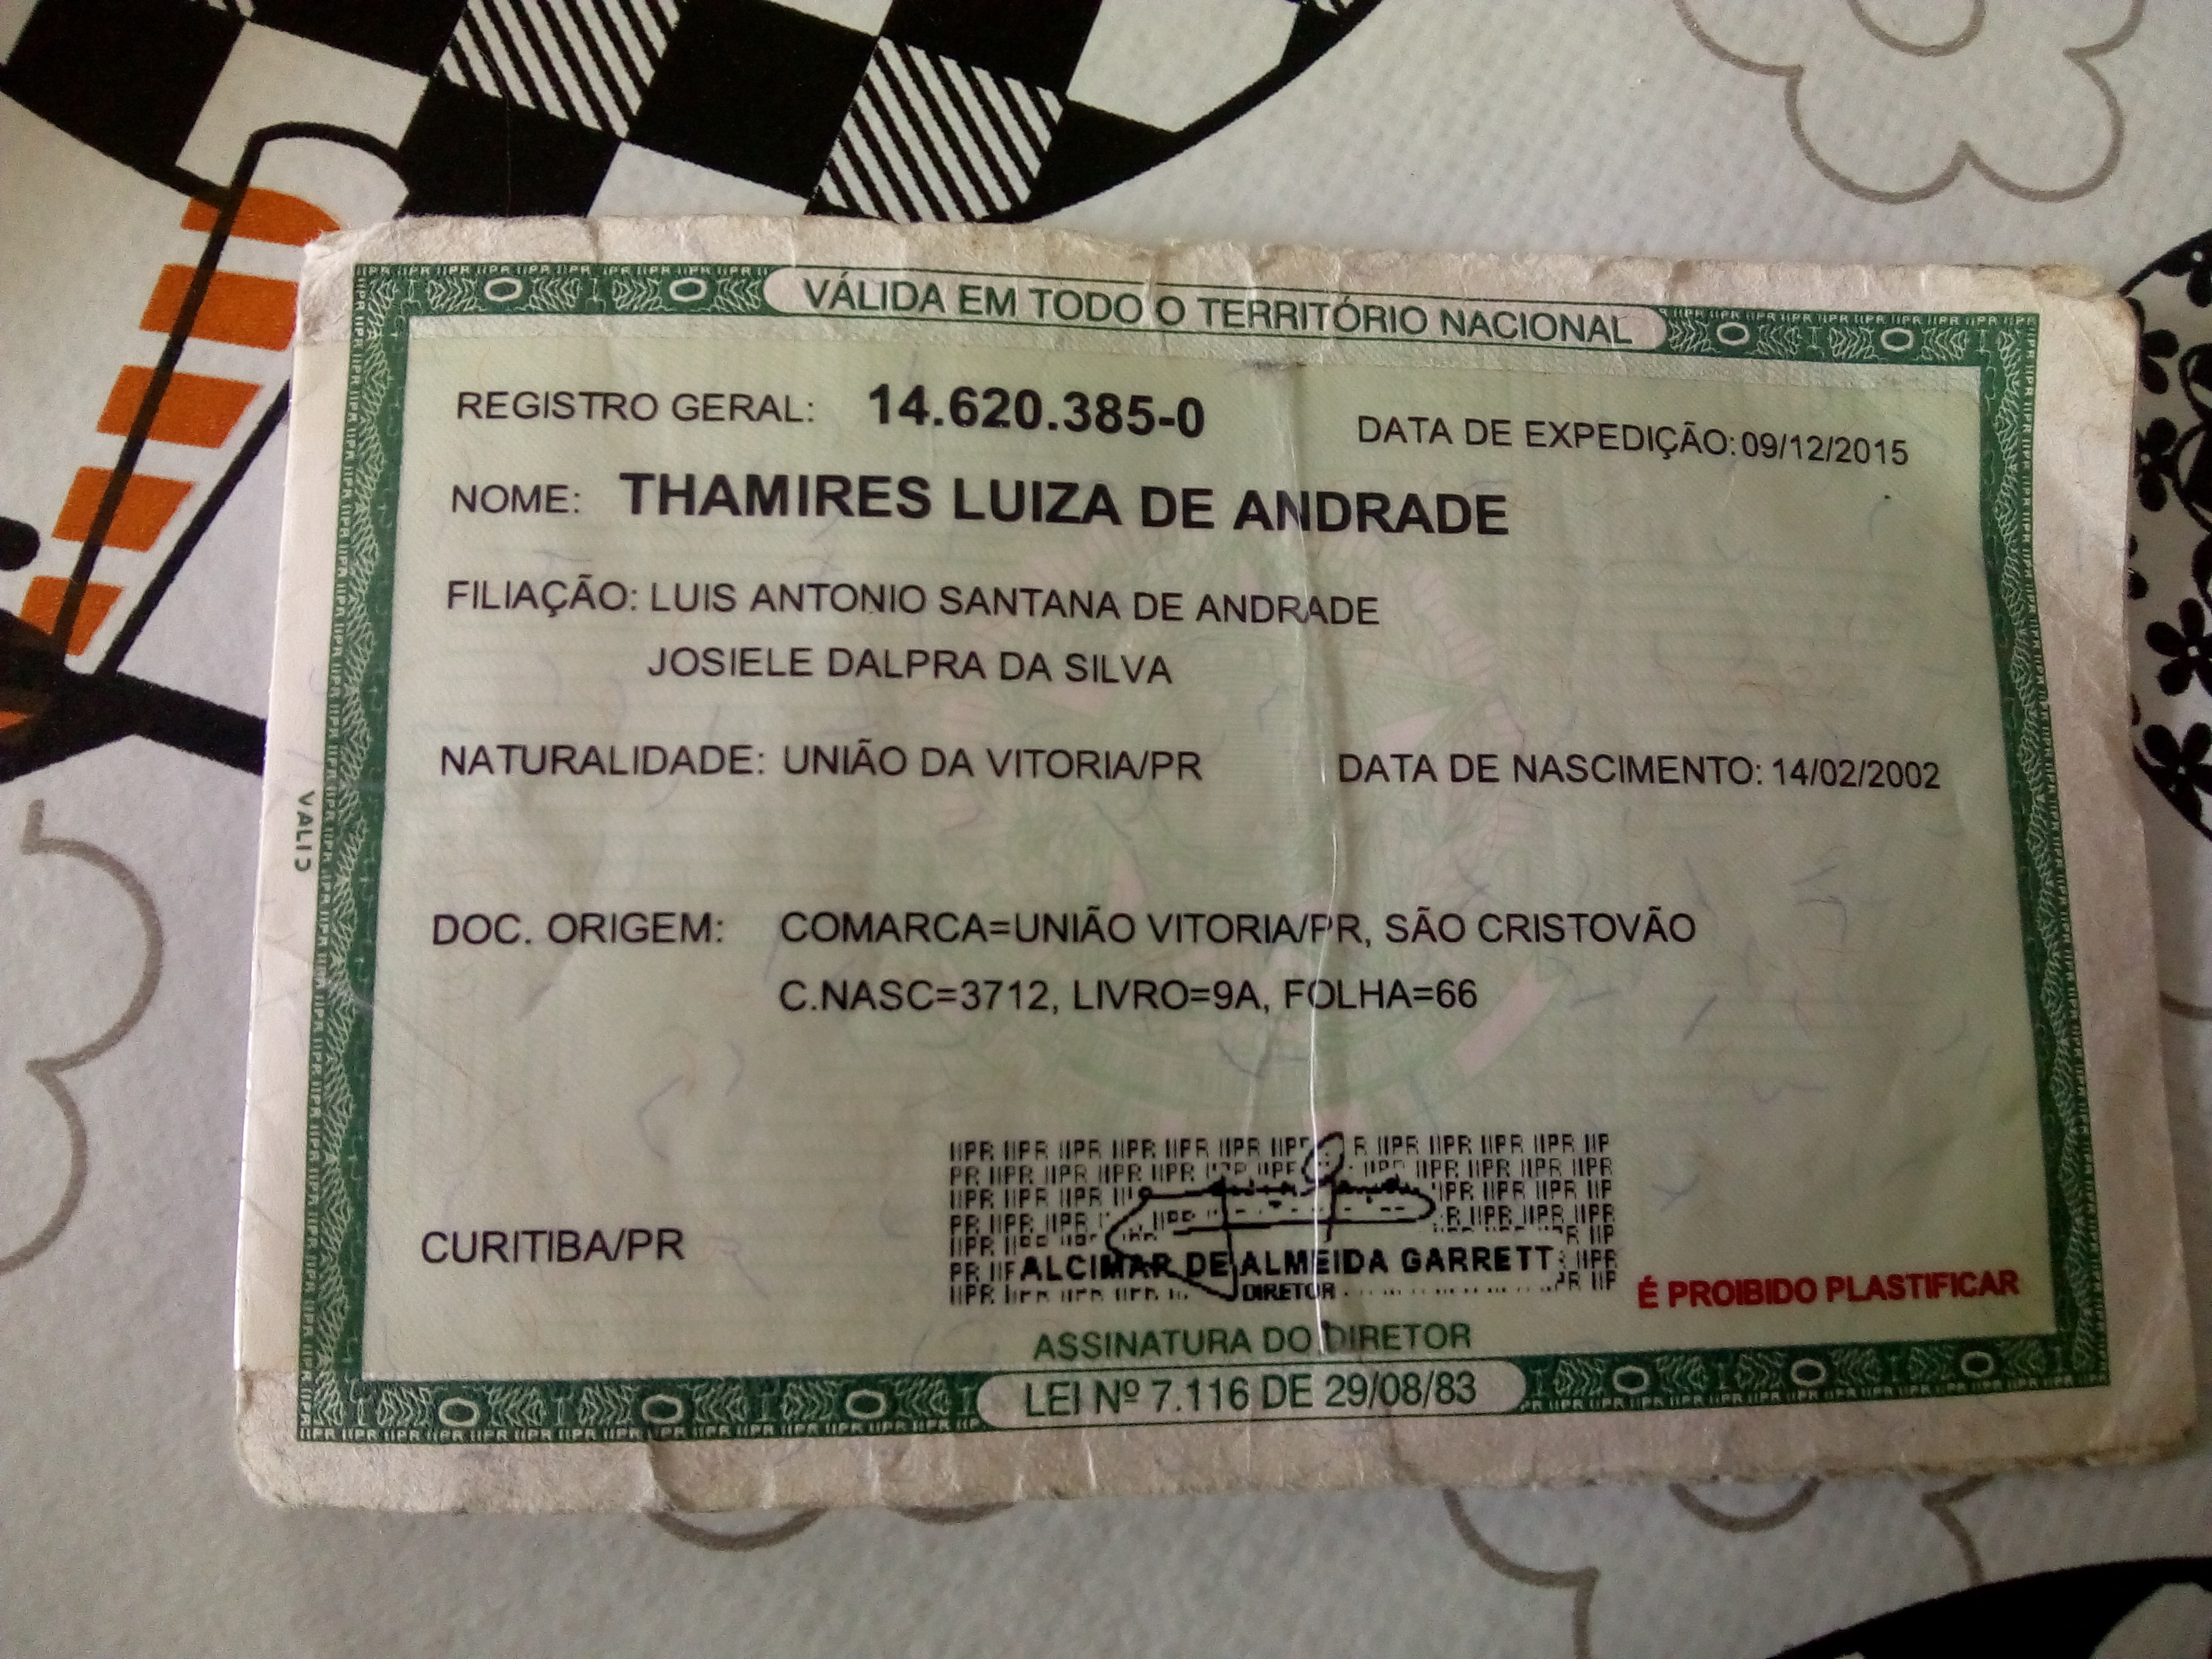 VÁLIDA EM TODO O TERRITÓRIO NACIONAL
REGISTRO GERAL: 14.620.385-0 DATA DE EXPEDIÇÃO: 09/12/2015
NOME: THAMIRES LUIZA DE ANDRADE
FILIAÇÃO: LUIS ANTONIO SANTANA DE ANDRADE
JOSIELE DALPRA DA SILVA
NATURALIDADE: UNIÃO DA VITORIA/PR DATA DE NASCIMENTO: 14/02/2002
DOC. ORIGEM: COMARCA=UNIÃO VITORIA/PR, SÃO CRISTOVÃO
C.NASC=3712, LIVRO=9A, FOLHA=66
CURITIBA/PR
ALCIMAR DE ALMEIDA GARRETT
DIRETOR
É PROIBIDO PLASTIFICAR
ASSINATURA DO DIRETOR
LEI Nº 7.116 DE 29/08/83